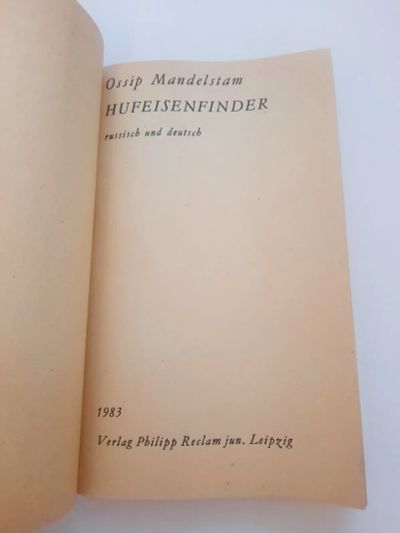 Ossip Mandelstam
HUFEISENFINDER
russisch und deutsch
1983
Verlag Philipp Reclam jun. Leipzig